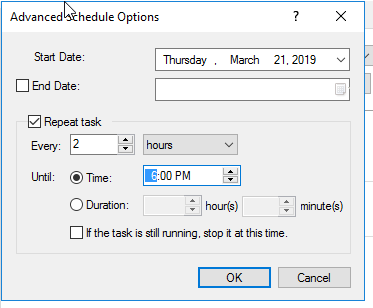 Advanced Schedule Options ?
Start Date: Thursday , March 21, 2019
End Date:
Repeat task
Every: 2 hours
Until: Time: 6:00 PM
Duration: hour(s) minute(s)
If the task is still running, stop it at this time.
OK Cancel